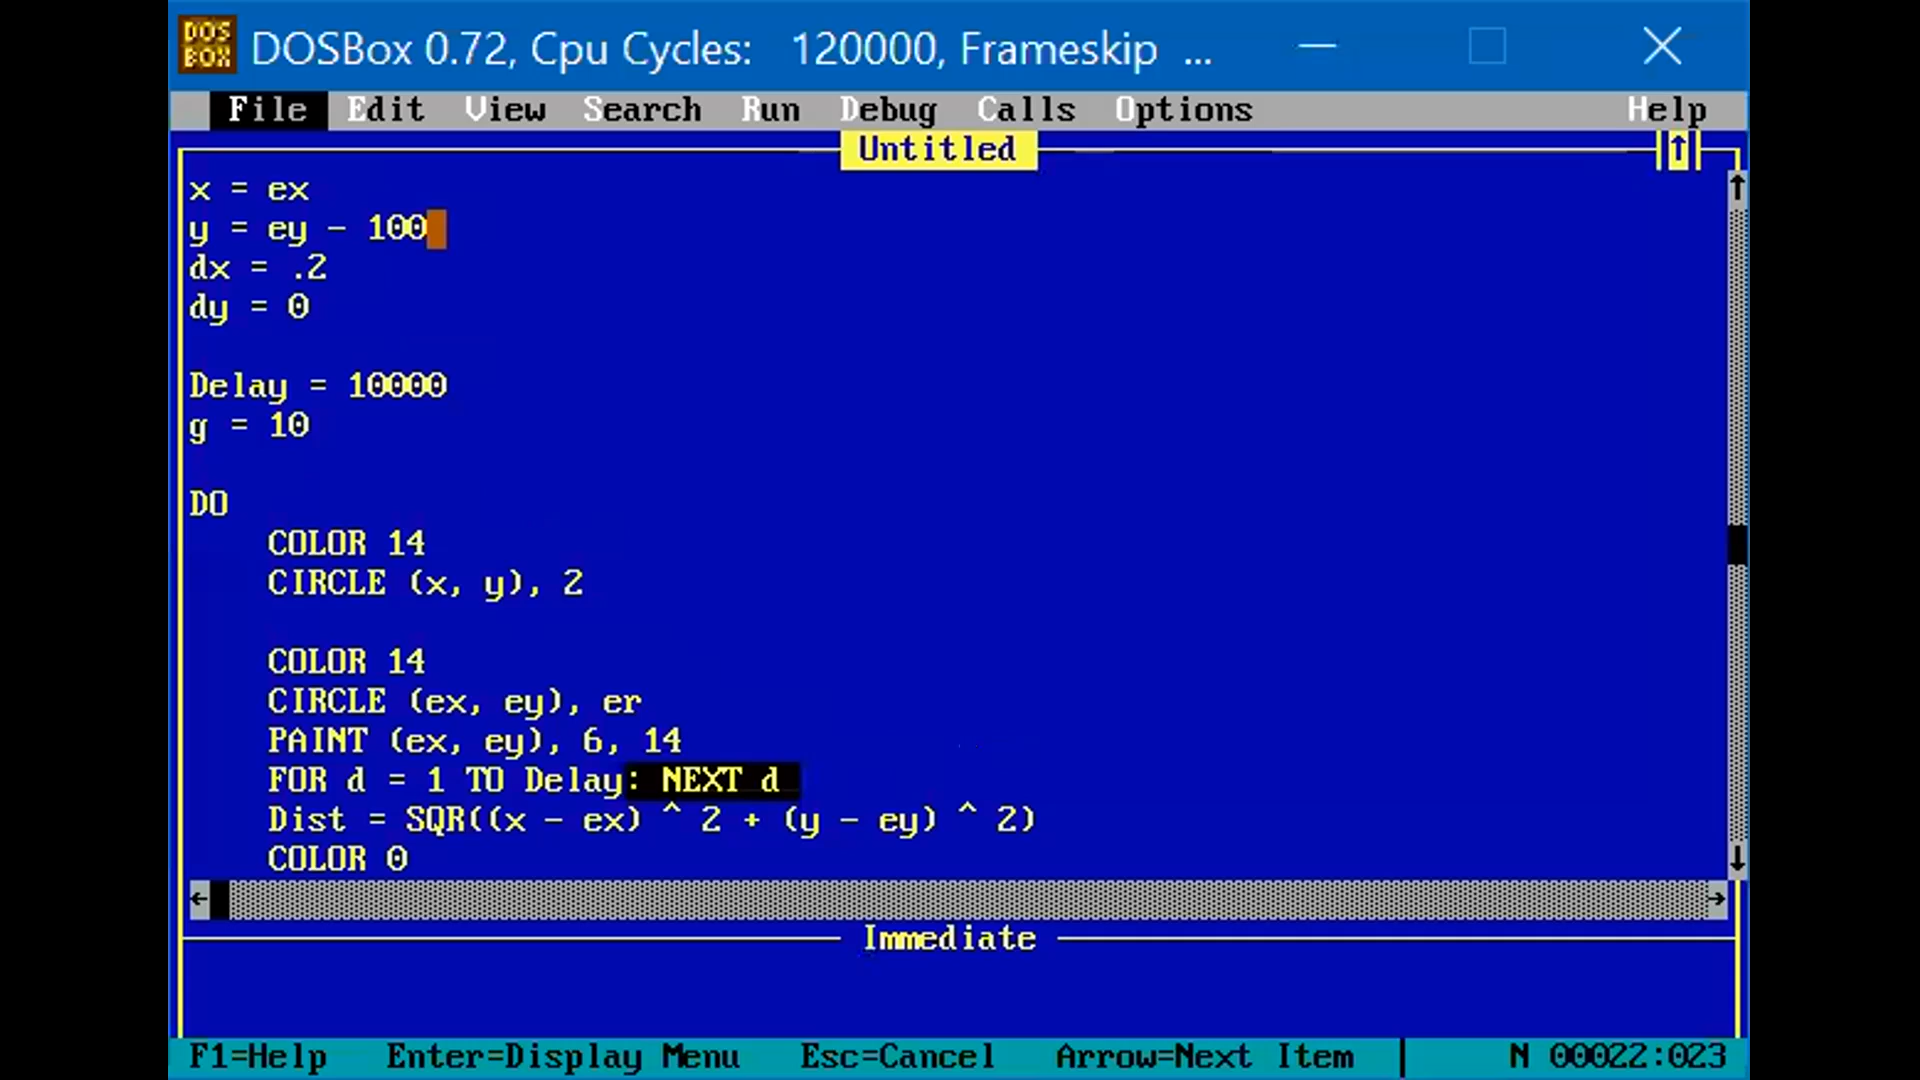 DOS BOX DOSBox 0.72, Cpu Cycles: 120000, Frameskip ...
File Edit View Search Run Debug Calls Options Help
Untitled
x = ex
y = ey - 100
dx = .2
dy = 0
Delay = 10000
g = 10
DO
COLOR 14
CIRCLE (x, y), 2
COLOR 14
CIRCLE (ex, ey), er
PAINT (ex, ey), 6, 14
FOR d = 1 TO Delay: NEXT d
Dist = SQR((x - ex) ^ 2 + (y - ey) ^ 2)
COLOR 0
Immediate
F1=Help Enter=Display Menu Esc=Cancel Arrow=Next Item N 00022:023